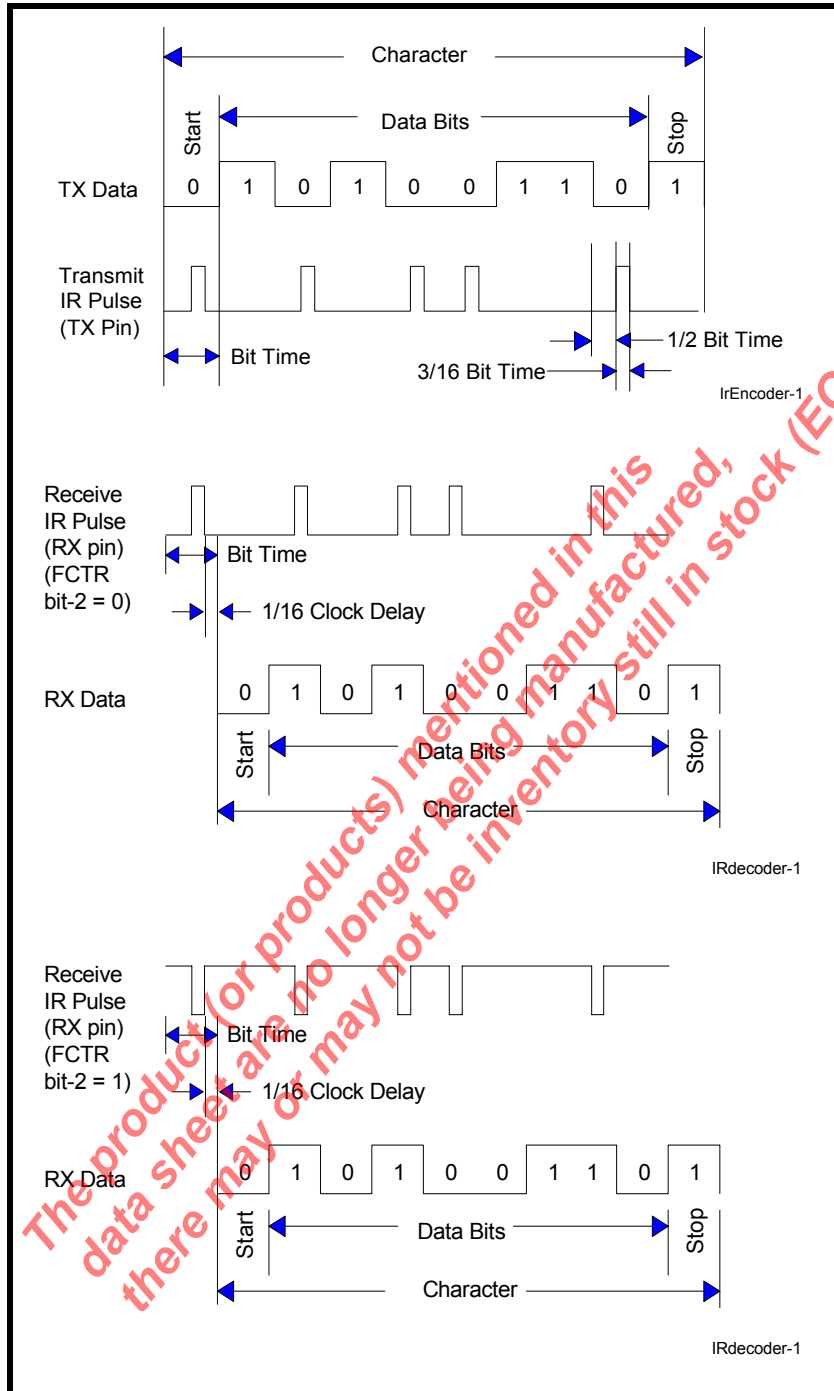 Character
Start
Data Bits
Stop
TX Data
0 1 0 1 0 0 1 1 0 1
Transmit
IR Pulse
(TX Pin)
Bit Time
1/2 Bit Time
3/16 Bit Time
IrEncoder-1
Receive
IR Pulse
(RX pin)
(FCTR
bit-2 = 0)
Bit Time
1/16 Clock Delay
RX Data
0 1 0 1 0 0 1 1 0 1
Start
Data Bits
Stop
Character
IRdecoder-1
Receive
IR Pulse
(RX pin)
(FCTR
bit-2 = 1)
Bit Time
1/16 Clock Delay
RX Data
0 1 0 1 0 0 1 1 0 1
Start
Data Bits
Stop
Character
IRdecoder-1
The product (or products) mentioned in this
data sheet are no longer being manufactured,
there may or may not be inventory still in stock (EO